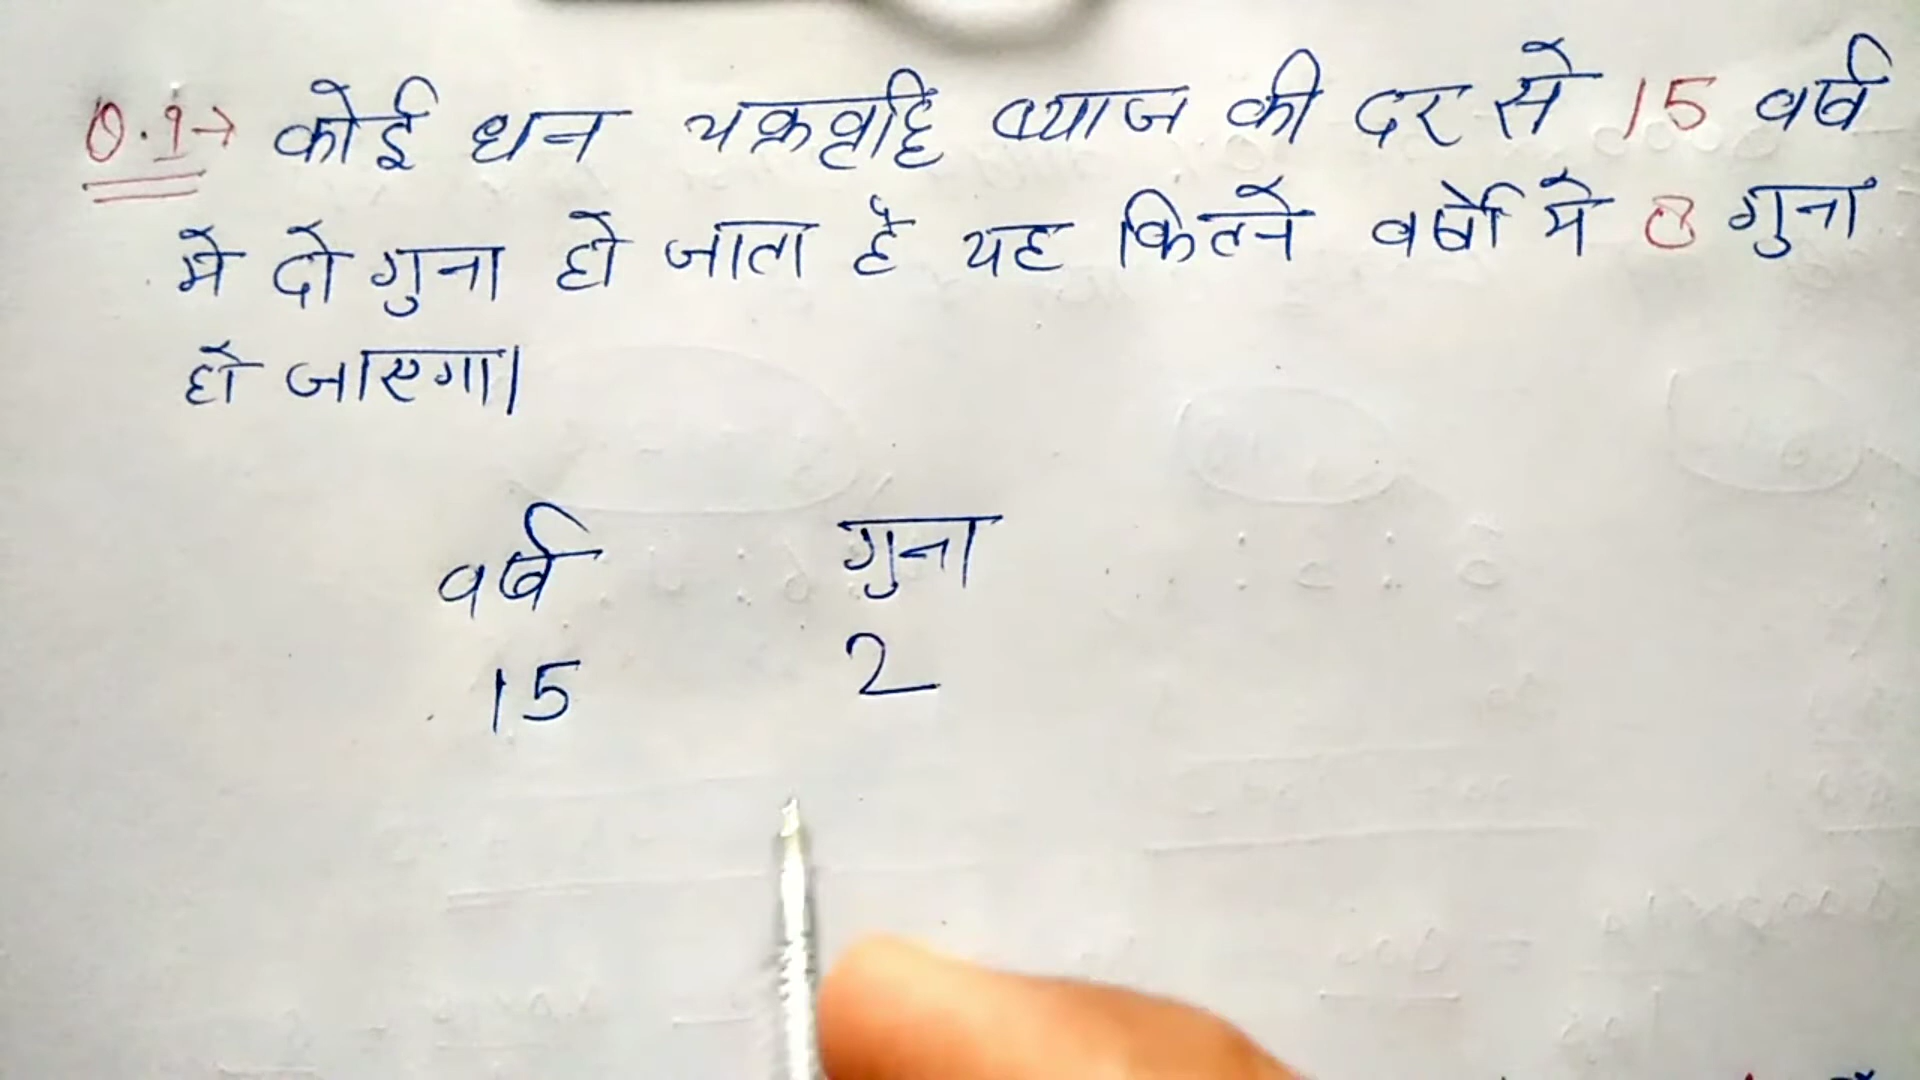 Q.1→ कोई धन चक्रवृद्धि ब्याज की दर से 15 वर्ष
मे दो गुना हो जाता है यह कितने वर्षो मे 8 गुना
हो जाएगा।
वर्ष गुना
15 2